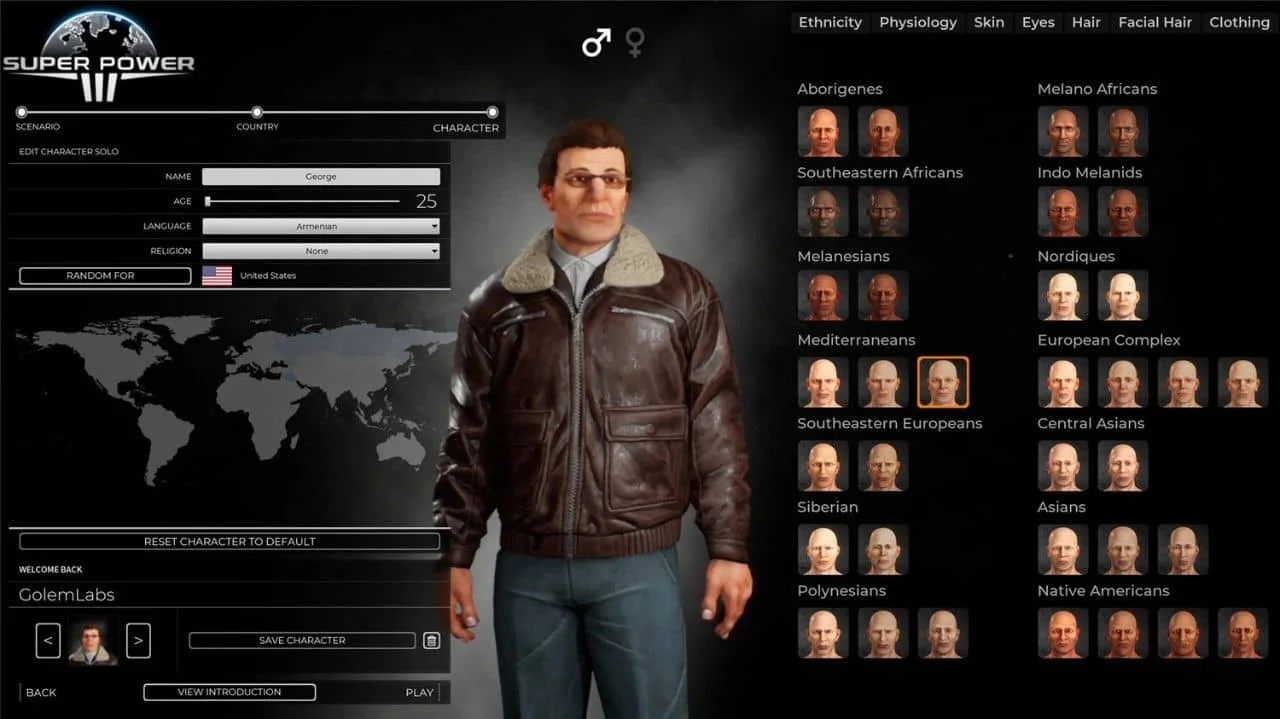 SUPER POWER
III
SCENARIO
COUNTRY
CHARACTER
EDIT CHARACTER SOLO
NAME George
AGE 25
LANGUAGE Armenian
RELIGION None
RANDOM FOR United States
RESET CHARACTER TO DEFAULT
WELCOME BACK
GolemLabs
< >
SAVE CHARACTER
BACK
VIEW INTRODUCTION
PLAY
Ethnicity Physiology Skin Eyes Hair Facial Hair Clothing
Aborigenes
Melano Africans
Southeastern Africans
Indo Melanids
Melanesians
Nordiques
Mediterraneans
European Complex
Southeastern Europeans
Central Asians
Siberian
Asians
Polynesians
Native Americans